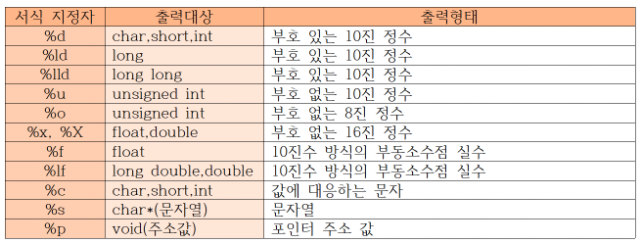 서식 지정자 출력대상 출력형태
%d char,short,int 부호 있는 10진 정수
%ld long 부호 있는 10진 정수
%lld long long 부호 있는 10진 정수
%u unsigned int 부호 없는 10진 정수
%o unsigned int 부호 없는 8진 정수
%x, %X float,double 부호 없는 16진 정수
%f float 10진수 방식의 부동소수점 실수
%lf long double,double 10진수 방식의 부동소수점 실수
%c char,short,int 값에 대응하는 문자
%s char*(문자열) 문자열
%p void(주소값) 포인터 주소 값